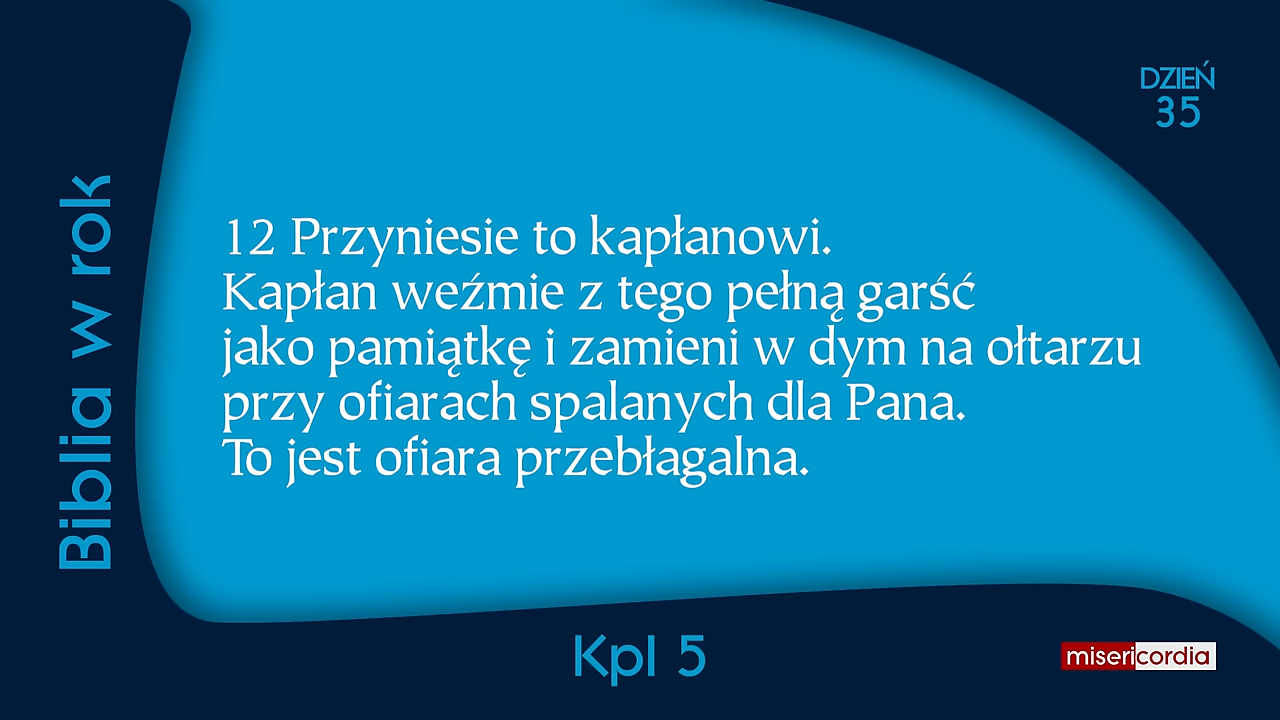 DZIEŃ
35
Biblia w rok
12 Przyniesie to kapłanowi.
Kapłan weźmie z tego pełną garść
jako pamiątkę i zamieni w dym na ołtarzu
przy ofiarach spalanych dla Pana.
To jest ofiara przebłagalna.
Kpl 5
misericordia